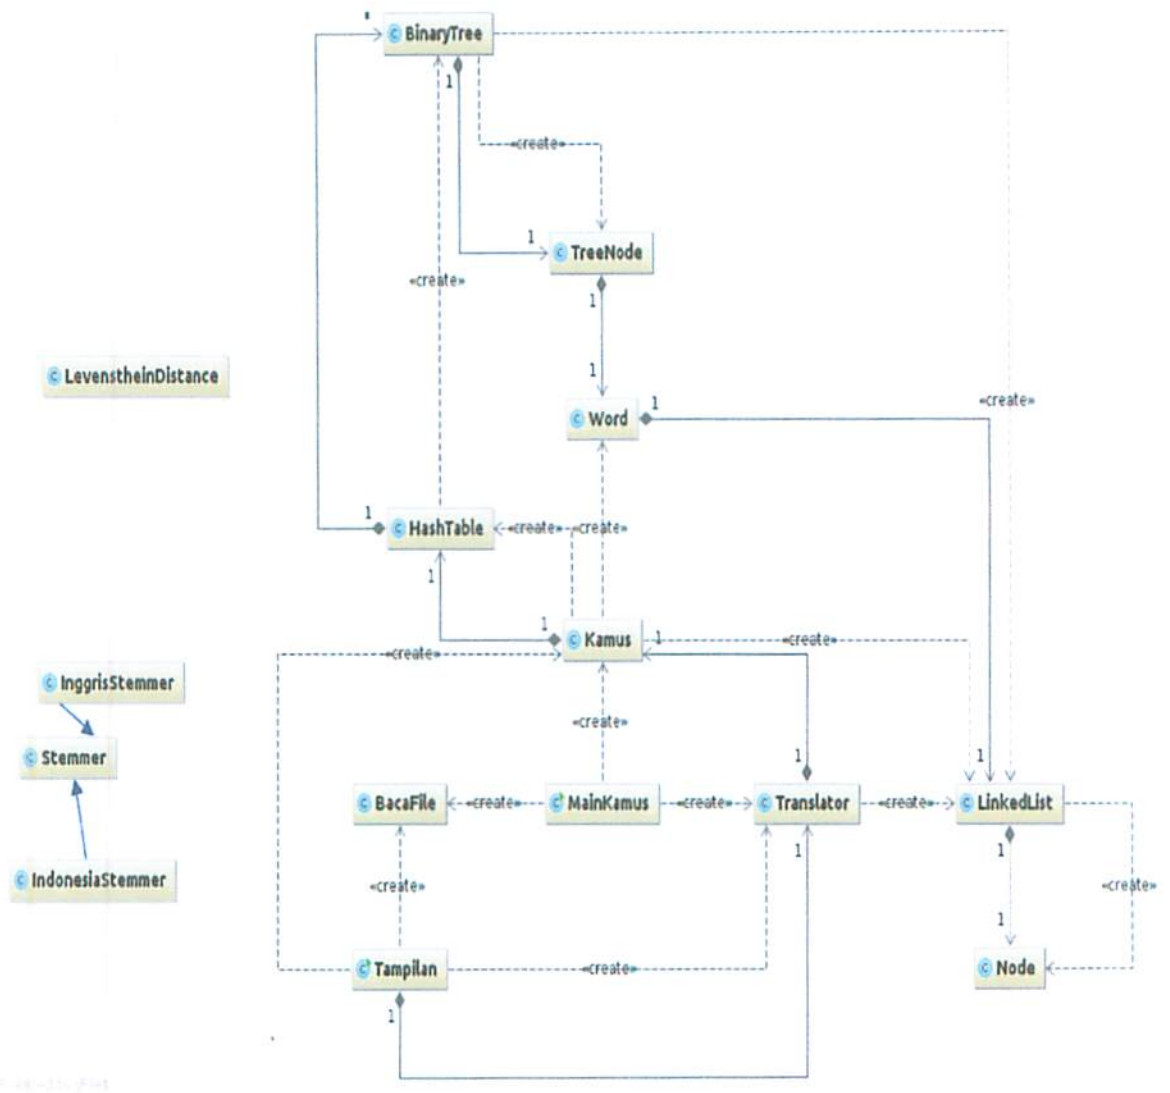 *
BinaryTree
1
«create»
1
TreeNode
«create»
1
1
LevenstheinDistance
«create»
Word
1
1
HashTable
«create»
«create»
1
1
Kamus
1
«create»
«create»
InggrisStemmer
«create»
Stemmer
1
1
BacaFile
«create»
MainKamus
«create»
Translator
«create»
LinkedList
1
1
IndonesiaStemmer
«create»
«create»
1
Tampilan
«create»
Node
1